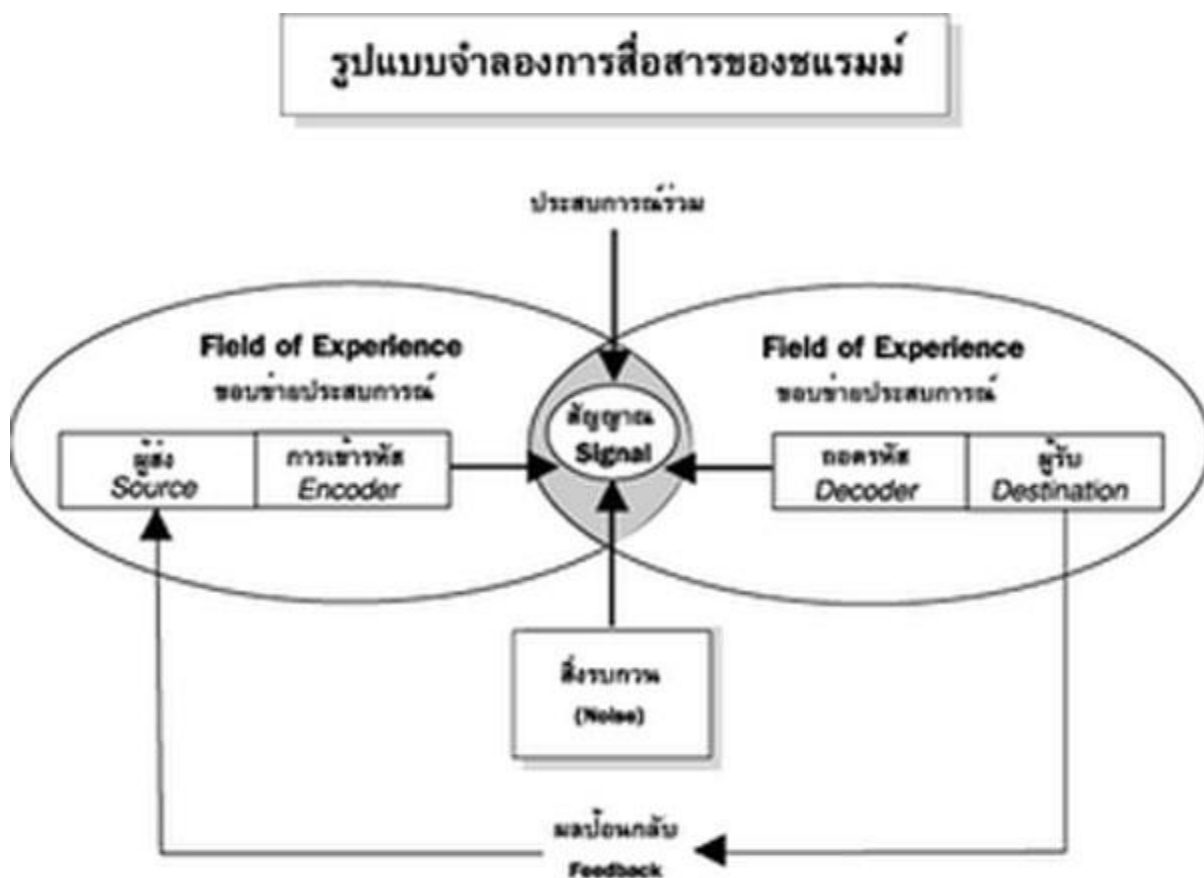 รูปแบบจำลองการสื่อสารของชแรมม์
ประสบการณ์ร่วม
Field of Experience
ขอบข่ายประสบการณ์
ผู้ส่ง
Source
การเข้ารหัส
Encoder
สัญญาณ
Signal
Field of Experience
ขอบข่ายประสบการณ์
ถอดรหัส
Decoder
ผู้รับ
Destination
สิ่งรบกวน
(Noise)
ผลป้อนกลับ
Feedback